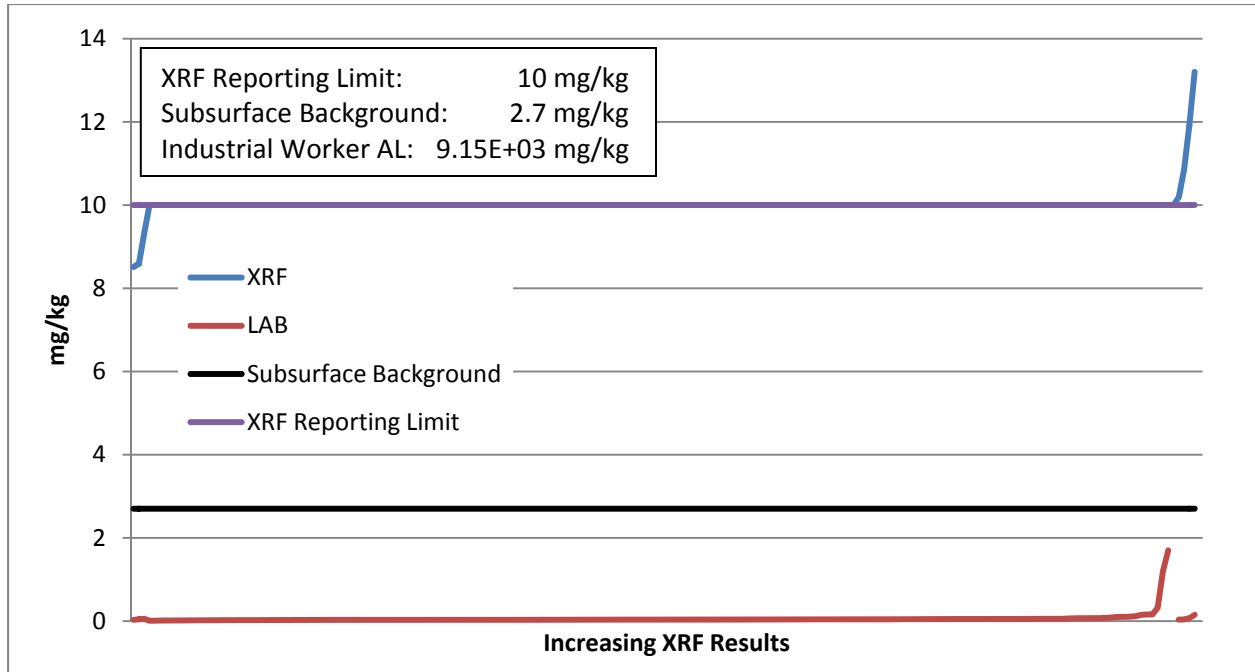 14
12
10
8
6
4
2
0
mg/kg
XRF Reporting Limit: 10 mg/kg
Subsurface Background: 2.7 mg/kg
Industrial Worker AL: 9.15E+03 mg/kg
XRF
LAB
Subsurface Background
XRF Reporting Limit
Increasing XRF Results